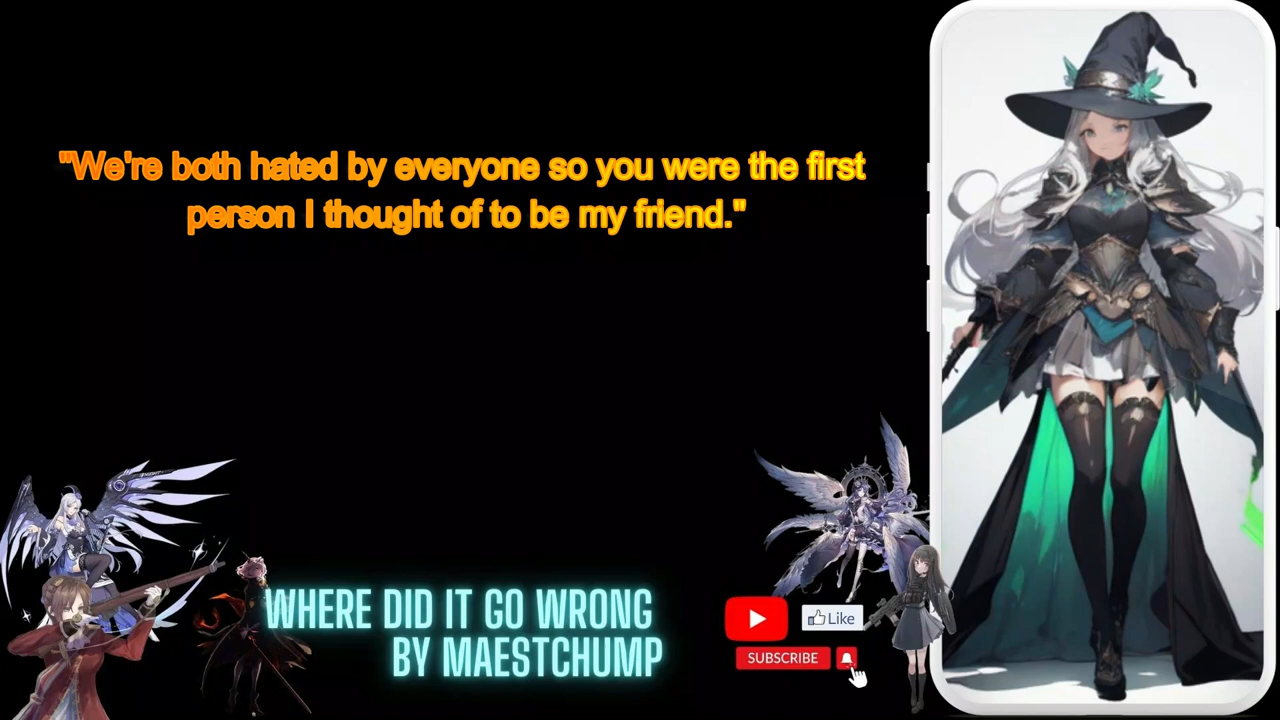 "We're both hated by everyone so you were the first
person I thought of to be my friend."
WHERE DID IT GO WRONG
BY MAESTCHUMP
Like
SUBSCRIBE